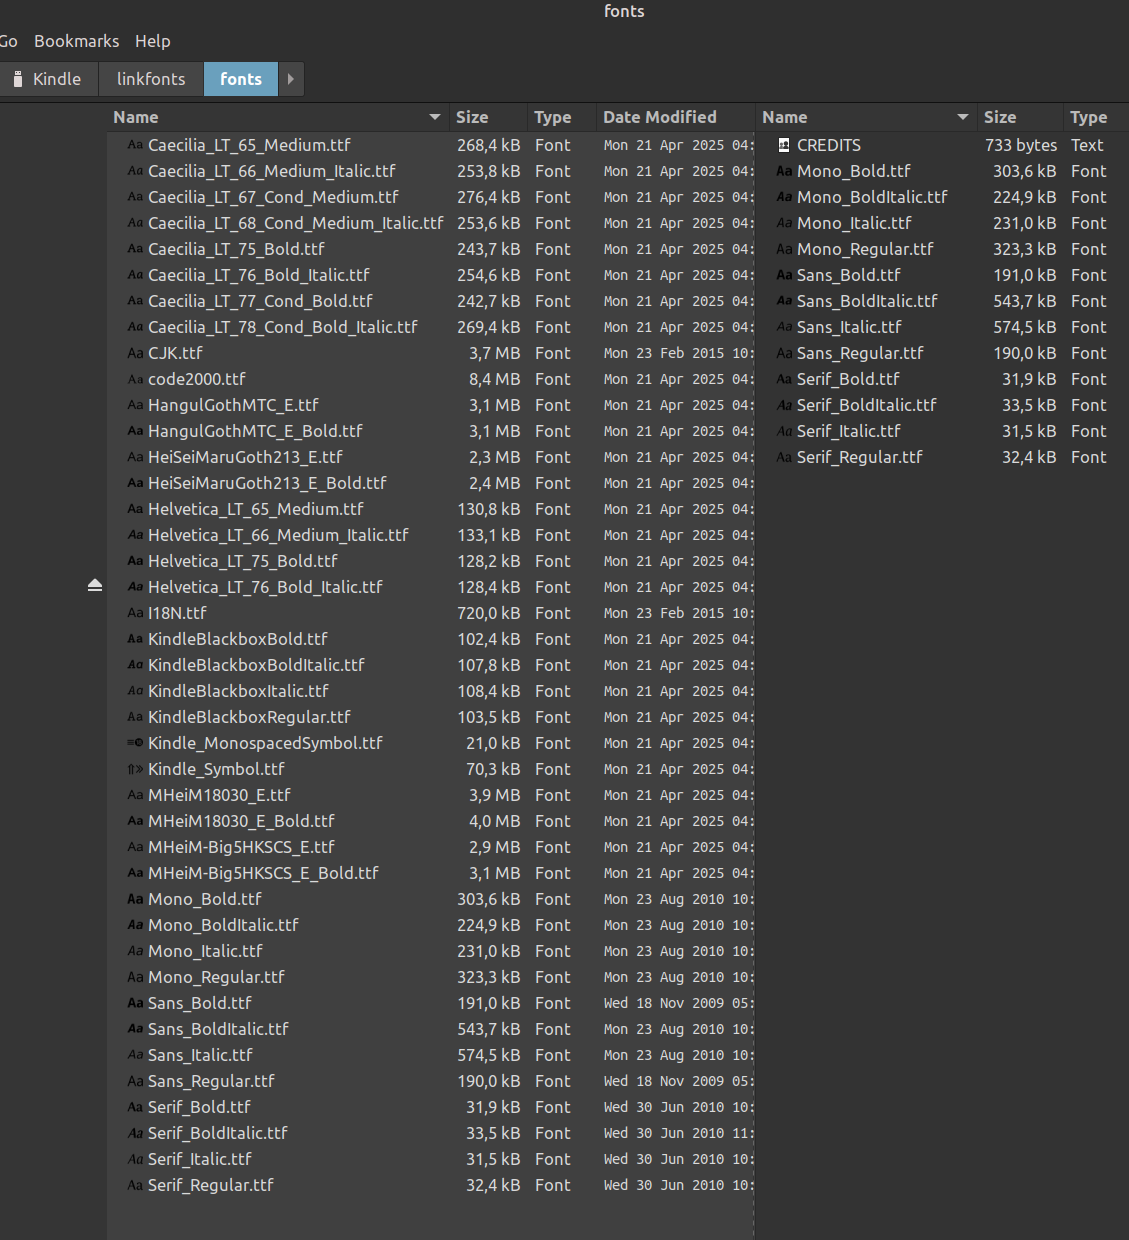 fonts
Go Bookmarks Help
Kindle linkfonts fonts
Name Size Type Date Modified
Caecilia_LT_65_Medium.ttf 268,4 kB Font Mon 21 Apr 2025 04:
Caecilia_LT_66_Medium_Italic.ttf 253,8 kB Font Mon 21 Apr 2025 04:
Caecilia_LT_67_Cond_Medium.ttf 276,4 kB Font Mon 21 Apr 2025 04:
Caecilia_LT_68_Cond_Medium_Italic.ttf 253,6 kB Font Mon 21 Apr 2025 04:
Caecilia_LT_75_Bold.ttf 243,7 kB Font Mon 21 Apr 2025 04:
Caecilia_LT_76_Bold_Italic.ttf 254,6 kB Font Mon 21 Apr 2025 04:
Caecilia_LT_77_Cond_Bold.ttf 242,7 kB Font Mon 21 Apr 2025 04:
Caecilia_LT_78_Cond_Bold_Italic.ttf 269,4 kB Font Mon 21 Apr 2025 04:
CJK.ttf 3,7 MB Font Mon 23 Feb 2015 10:
code2000.ttf 8,4 MB Font Mon 21 Apr 2025 04:
HangulGothMTC_E.ttf 3,1 MB Font Mon 21 Apr 2025 04:
HangulGothMTC_E_Bold.ttf 3,1 MB Font Mon 21 Apr 2025 04:
HeiSeiMaruGoth213_E.ttf 2,3 MB Font Mon 21 Apr 2025 04:
HeiSeiMaruGoth213_E_Bold.ttf 2,4 MB Font Mon 21 Apr 2025 04:
Helvetica_LT_65_Medium.ttf 130,8 kB Font Mon 21 Apr 2025 04:
Helvetica_LT_66_Medium_Italic.ttf 133,1 kB Font Mon 21 Apr 2025 04:
Helvetica_LT_75_Bold.ttf 128,2 kB Font Mon 21 Apr 2025 04:
Helvetica_LT_76_Bold_Italic.ttf 128,4 kB Font Mon 21 Apr 2025 04:
I18N.ttf 720,0 kB Font Mon 23 Feb 2015 10:
KindleBlackboxBold.ttf 102,4 kB Font Mon 21 Apr 2025 04:
KindleBlackboxBoldItalic.ttf 107,8 kB Font Mon 21 Apr 2025 04:
KindleBlackboxItalic.ttf 108,4 kB Font Mon 21 Apr 2025 04:
KindleBlackboxRegular.ttf 103,5 kB Font Mon 21 Apr 2025 04:
Kindle_MonospacedSymbol.ttf 21,0 kB Font Mon 21 Apr 2025 04:
Kindle_Symbol.ttf 70,3 kB Font Mon 21 Apr 2025 04:
MHeiM18030_E.ttf 3,9 MB Font Mon 21 Apr 2025 04:
MHeiM18030_E_Bold.ttf 4,0 MB Font Mon 21 Apr 2025 04:
MHeiM-Big5HKSCS_E.ttf 2,9 MB Font Mon 21 Apr 2025 04:
MHeiM-Big5HKSCS_E_Bold.ttf 3,1 MB Font Mon 21 Apr 2025 04:
Mono_Bold.ttf 303,6 kB Font Mon 23 Aug 2010 10:
Mono_BoldItalic.ttf 224,9 kB Font Mon 23 Aug 2010 10:
Mono_Italic.ttf 231,0 kB Font Mon 23 Aug 2010 10:
Mono_Regular.ttf 323,3 kB Font Mon 23 Aug 2010 10:
Sans_Bold.ttf 191,0 kB Font Wed 18 Nov 2009 05:
Sans_BoldItalic.ttf 543,7 kB Font Mon 23 Aug 2010 10:
Sans_Italic.ttf 574,5 kB Font Mon 23 Aug 2010 10:
Sans_Regular.ttf 190,0 kB Font Wed 18 Nov 2009 05:
Serif_Bold.ttf 31,9 kB Font Wed 30 Jun 2010 10:
Serif_BoldItalic.ttf 33,5 kB Font Wed 30 Jun 2010 11:
Serif_Italic.ttf 31,5 kB Font Wed 30 Jun 2010 10:
Serif_Regular.ttf 32,4 kB Font Wed 30 Jun 2010 10:
Name Size Type
CREDITS 733 bytes Text
Mono_Bold.ttf 303,6 kB Font
Mono_BoldItalic.ttf 224,9 kB Font
Mono_Italic.ttf 231,0 kB Font
Mono_Regular.ttf 323,3 kB Font
Sans_Bold.ttf 191,0 kB Font
Sans_BoldItalic.ttf 543,7 kB Font
Sans_Italic.ttf 574,5 kB Font
Sans_Regular.ttf 190,0 kB Font
Serif_Bold.ttf 31,9 kB Font
Serif_BoldItalic.ttf 33,5 kB Font
Serif_Italic.ttf 31,5 kB Font
Serif_Regular.ttf 32,4 kB Font